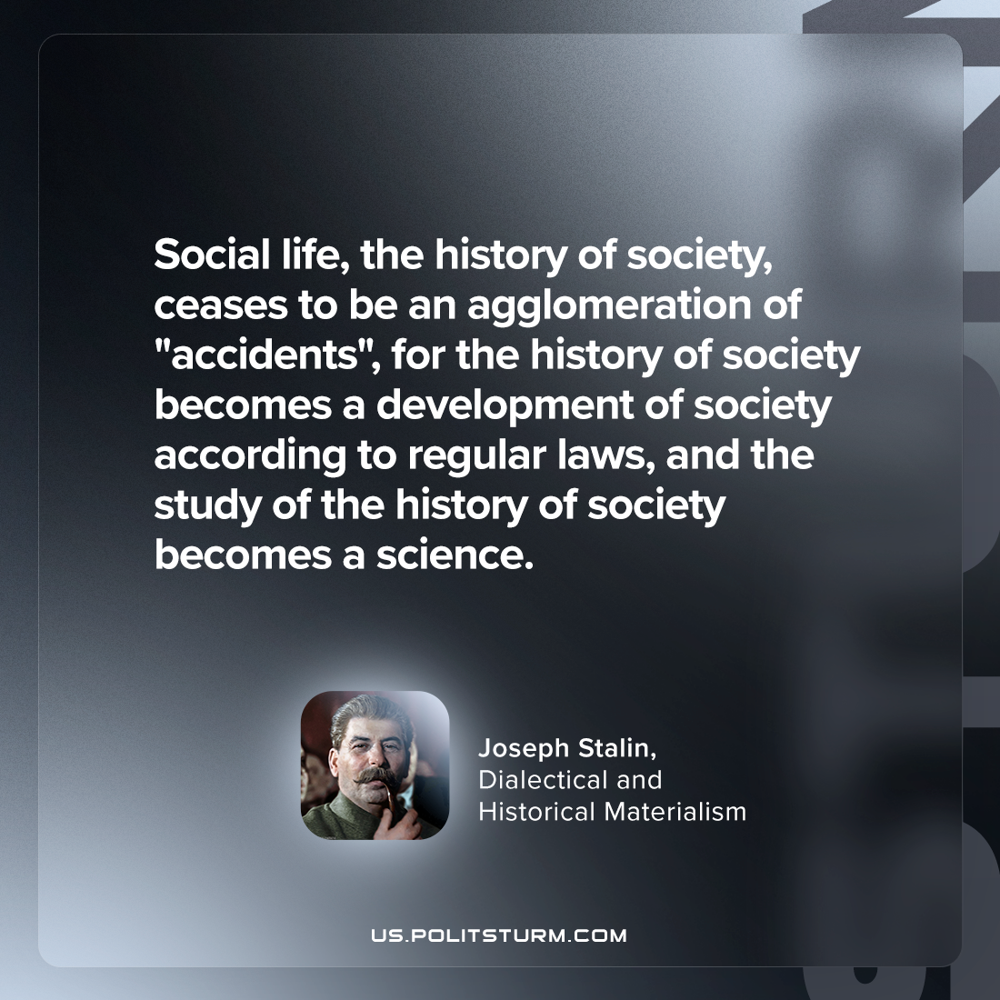 Social life, the history of society,
ceases to be an agglomeration of
"accidents", for the history of society
becomes a development of society
according to regular laws, and the
study of the history of society
becomes a science.
Joseph Stalin,
Dialectical and
Historical Materialism
US.POLITSTURM.COM